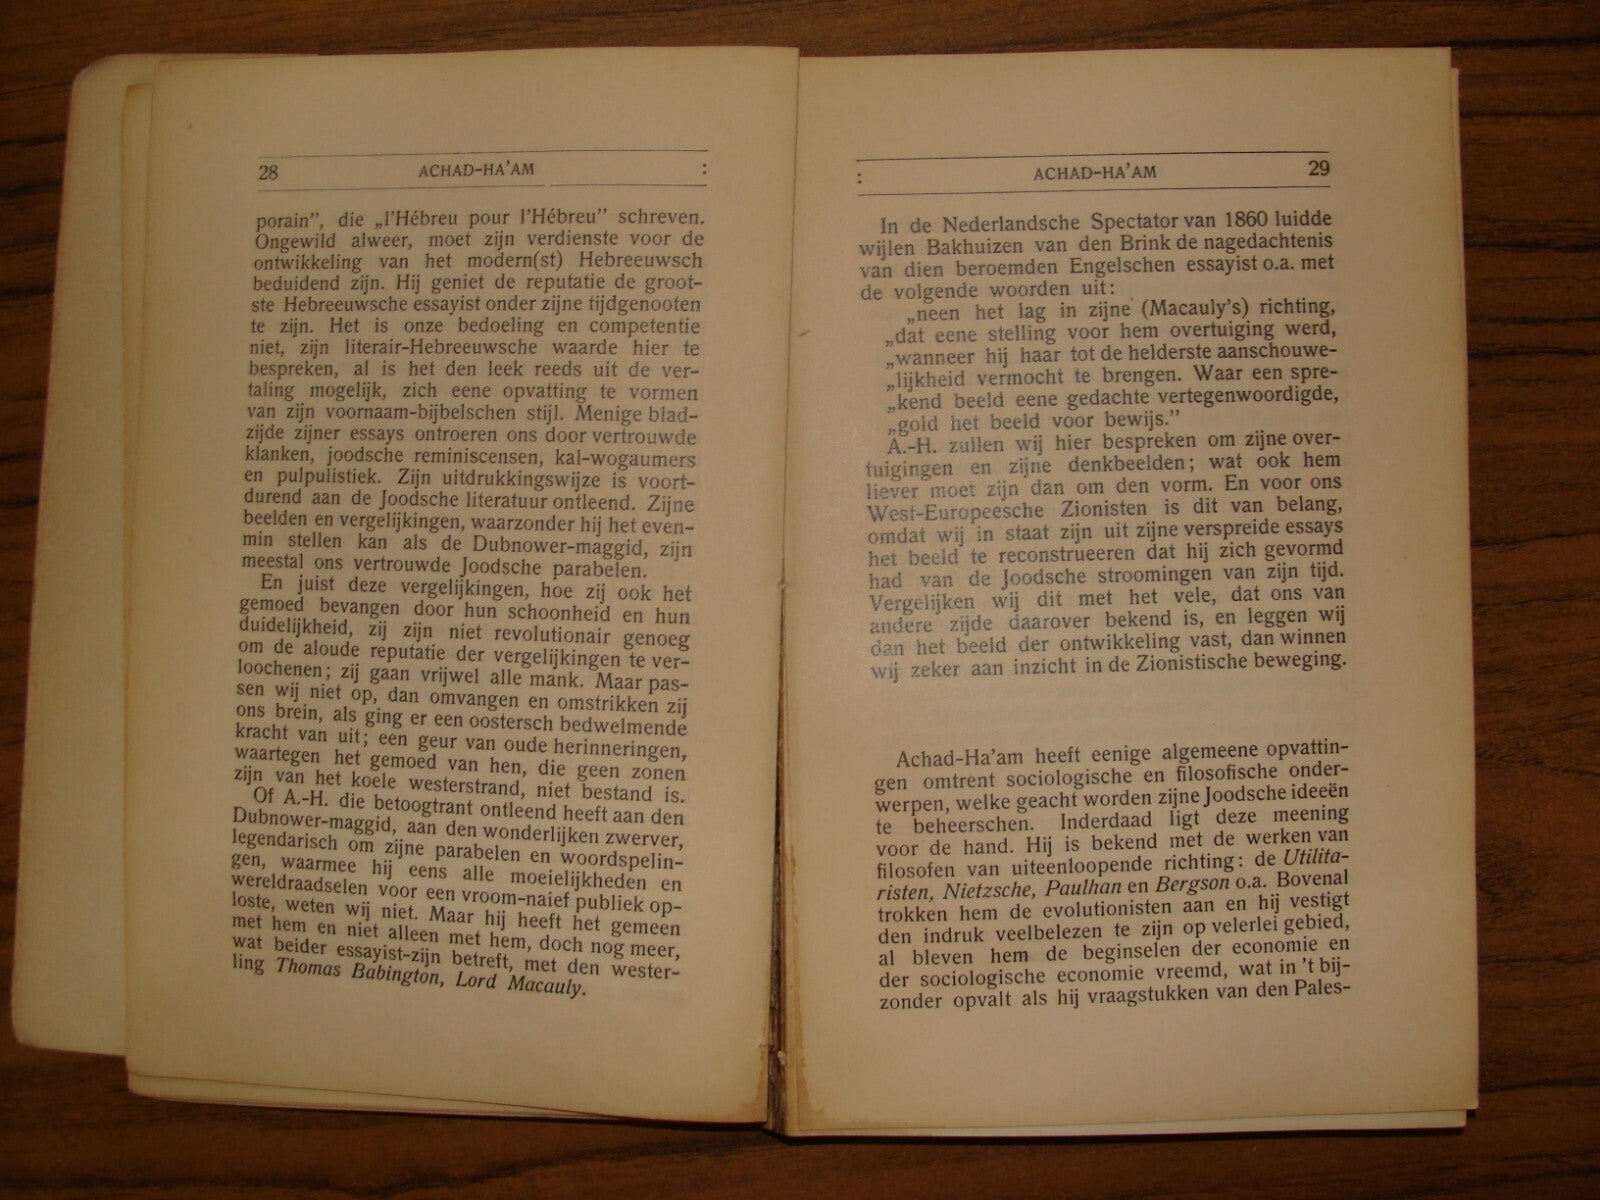 28 ACHAD-HA'AM :
porain", die „l'Hébreu pour l'Hébreu" schreven.
Ongewild alweer, moet zijn verdienste voor de
ontwikkeling van het modern(st) Hebreeuwsch
beduidend zijn. Hij geniet de reputatie de groot-
ste Hebreeuwsche essayist onder zijne tijdgenooten
te zijn. Het is onze bedoeling en competentie
niet, zijn literair-Hebreeuwsche waarde hier te
bespreken, al is het den leek reeds uit de ver-
taling mogelijk, zich eene opvatting te vormen
van zijn voornaam-bijbelschen stijl. Menige blad-
zijde zijner essays ontroeren ons door vertrouwde
klanken, joodsche reminiscensen, kal-wogaumers
en pulpulistiek. Zijn uitdrukkingswijze is voort-
durend aan de Joodsche literatuur ontleend. Zijne
beelden en vergelijkingen, waarzonder hij het even-
min stellen kan als de Dubnower-maggid, zijn
meestal ons vertrouwde Joodsche parabelen.
En juist deze vergelijkingen, hoe zij ook het
gemoed bevangen door hun schoonheid en hun
duidelijkheid, zij zijn niet revolutionair genoeg
om de aloude reputatie der vergelijkingen te ver-
loochenen; zij gaan vrijwel alle mank. Maar pas-
sen wij niet op, dan omvangen en omstrikken zij
ons brein, als ging er een oostersch bedwelmende
kracht van uit; een geur van oude herinneringen,
waartegen het gemoed van hen, die geen zonen
zijn van het koele westerstrand, niet bestand is.
Of A.-H. die betoogtrant ontleend heeft aan den
Dubnower-maggid, aan den wonderlijken zwerver,
legendarisch om zijne parabelen en woordspelin-
gen, waarmee hij eens alle moeielijkheden en
wereldraadselen voor een vroom-naief publiek op-
loste, weten wij niet. Maar hij heeft het gemeen
met hem en niet alleen met hem, doch nog meer,
wat beider essayist-zijn betreft, met den wester-
ling Thomas Babington, Lord Macauly.
: ACHAD-HA'AM 29
In de Nederlandsche Spectator van 1860 luidde
wijlen Bakhuizen van den Brink de nagedachtenis
van dien beroemden Engelschen essayist o.a. met
de volgende woorden uit:
„neen het lag in zijne (Macauly's) richting,
„dat eene stelling voor hem overtuiging werd,
„wanneer hij haar tot de helderste aanschouwe-
„lijkheid vermocht te brengen. Waar een spre-
„kend beeld eene gedachte vertegenwoordigde,
„gold het beeld voor bewijs."
A.-H. zullen wij hier bespreken om zijne over-
tuigingen en zijne denkbeelden; wat ook hem
liever moet zijn dan om den vorm. En voor ons
West-Europeesche Zionisten is dit van belang,
omdat wij in staat zijn uit zijne verspreide essays
het beeld te reconstrueeren dat hij zich gevormd
had van de Joodsche stroomingen van zijn tijd.
Vergelijken wij dit met het vele, dat ons van
andere zijde daarover bekend is, en leggen wij
dan het beeld der ontwikkeling vast, dan winnen
wij zeker aan inzicht in de Zionistische beweging.
Achad-Ha'am heeft eenige algemeene opvattin-
gen omtrent sociologische en filosofische onder-
werpen, welke geacht worden zijne Joodsche ideeën
te beheerschen. Inderdaad ligt deze meening
voor de hand. Hij is bekend met de werken van
filosofen van uiteenloopende richting: de Utilita-
risten, Nietzsche, Paulhan en Bergson o.a. Bovenal
trokken hem de evolutionisten aan en hij vestigt
den indruk veelbelezen te zijn op velerlei gebied,
al bleven hem de beginselen der economie en
der sociologische economie vreemd, wat in 't bij-
zonder opvalt als hij vraagstukken van den Pales-